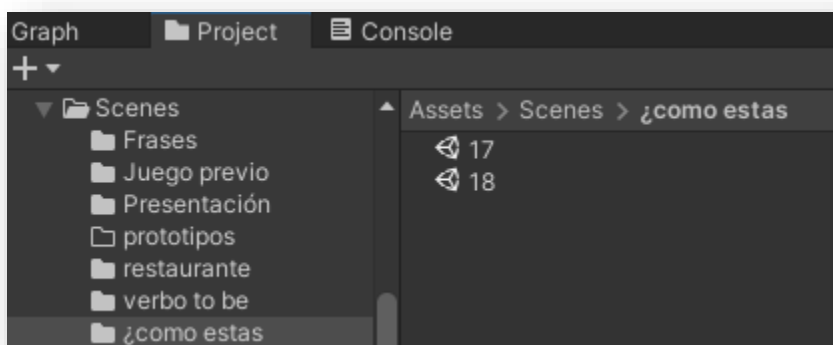 Graph Project Console
+
Scenes
Frases
Juego previo
Presentación
prototipos
restaurante
verbo to be
¿como estas
Assets > Scenes > ¿como estas
17
18